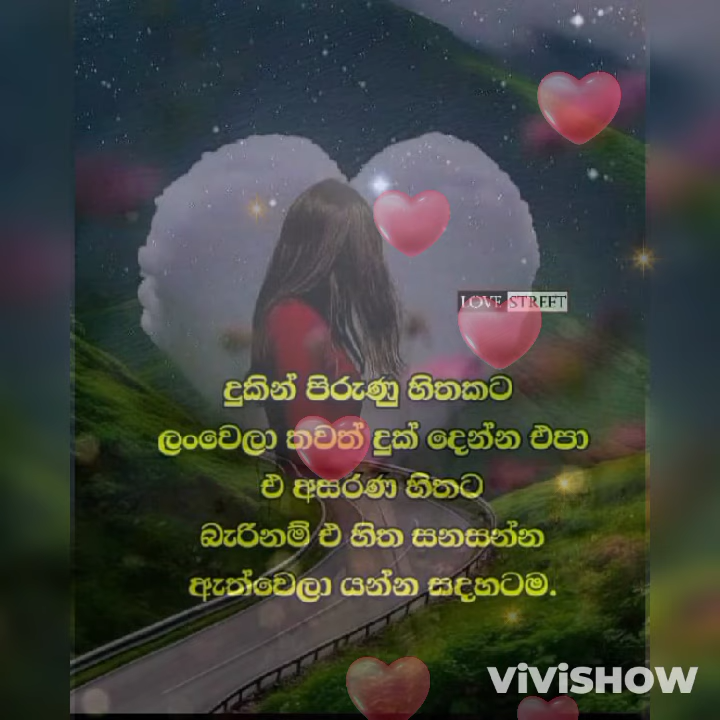 LOVE STREET
දුකින් පිරුණු හිතකට
ලංවෙලා තවත් දුක් දෙන්න එපා
ඒ අසරණ හිතට
බැරිනම් ඒ හිත සනසන්න
ඈත්වෙලා යන්න සදහටම.
ViViSHOW